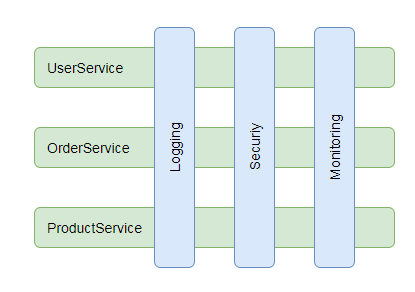 UserService
OrderService
ProductService
Logging
Securiy
Monitoring